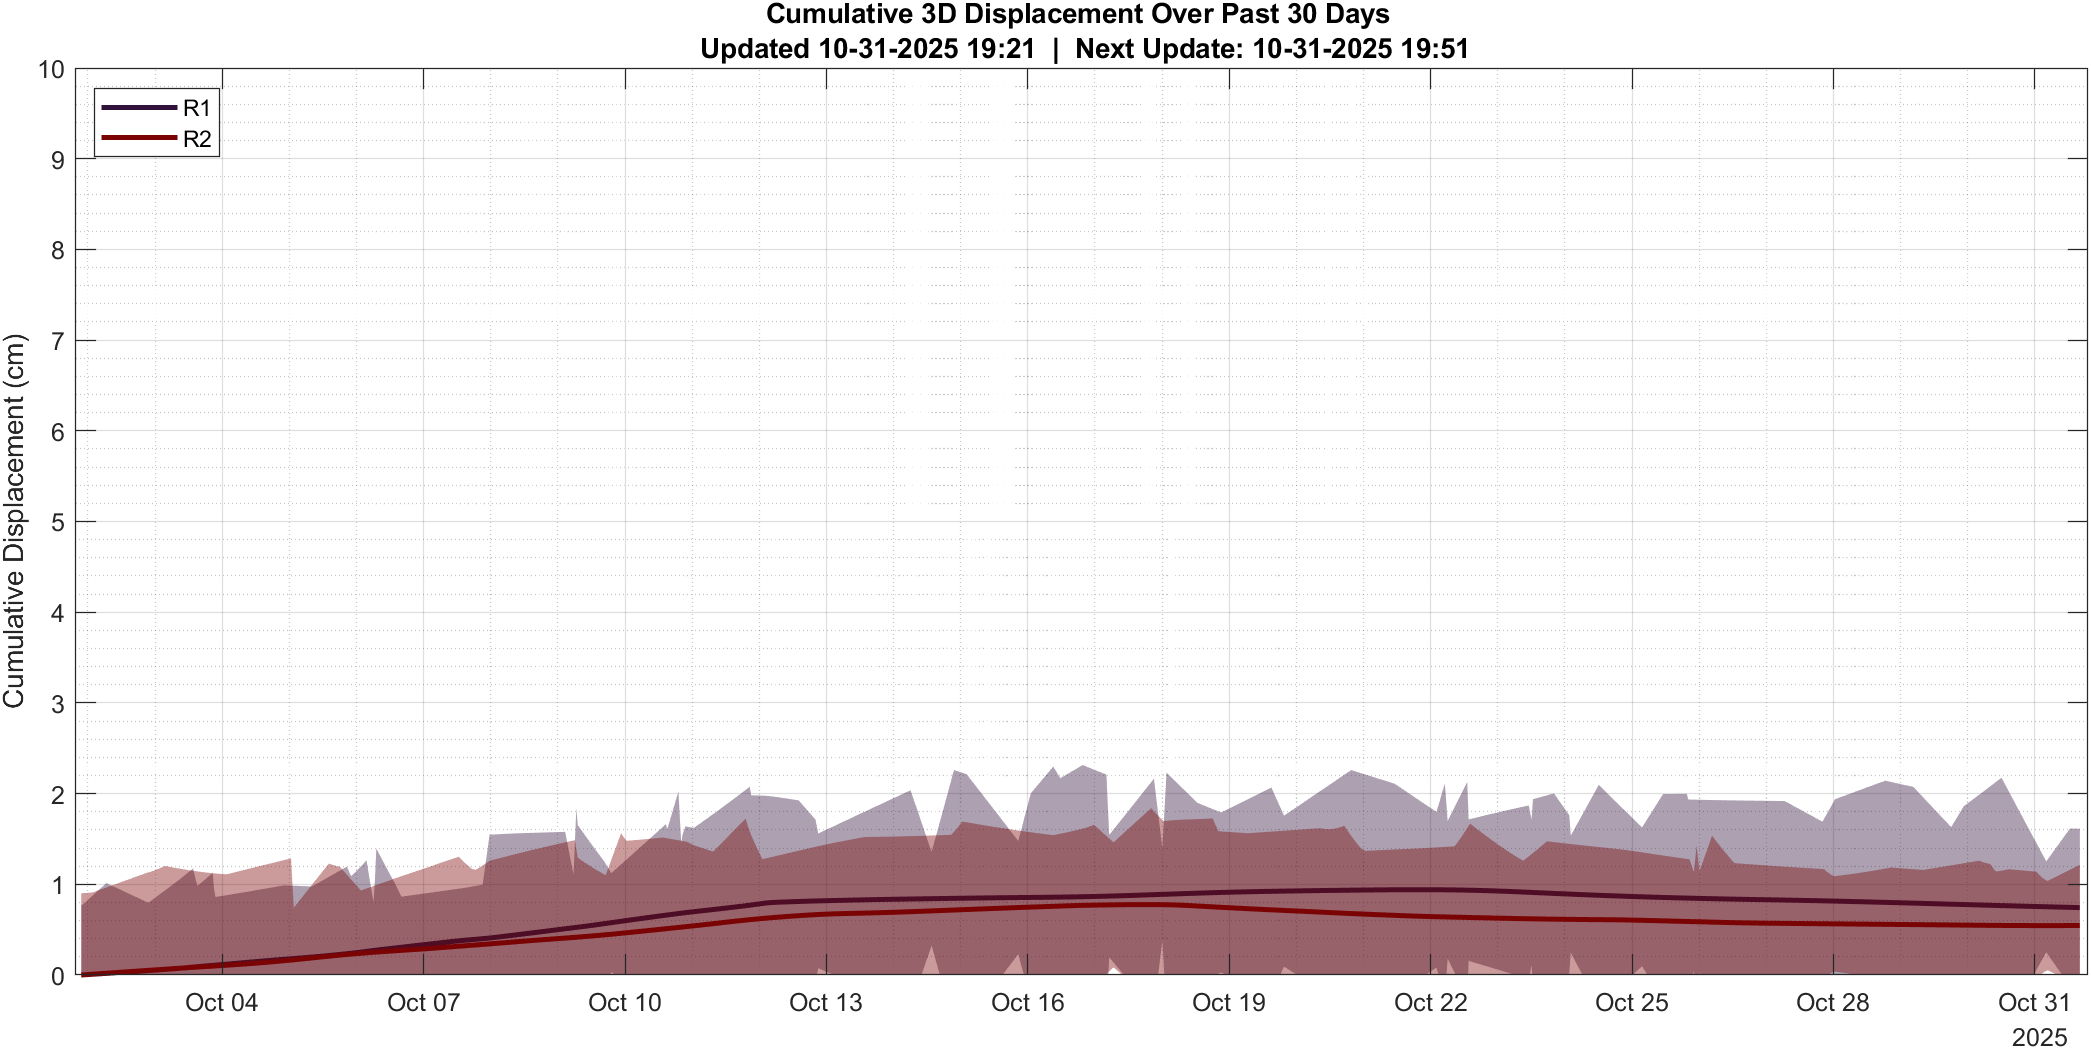 Cumulative 3D Displacement Over Past 30 Days
Updated 10-31-2025 19:21 | Next Update: 10-31-2025 19:51
R1
R2
Cumulative Displacement (cm)
10
9
8
7
6
5
4
3
2
1
0
Oct 04 Oct 07 Oct 10 Oct 13 Oct 16 Oct 19 Oct 22 Oct 25 Oct 28 Oct 31
2025